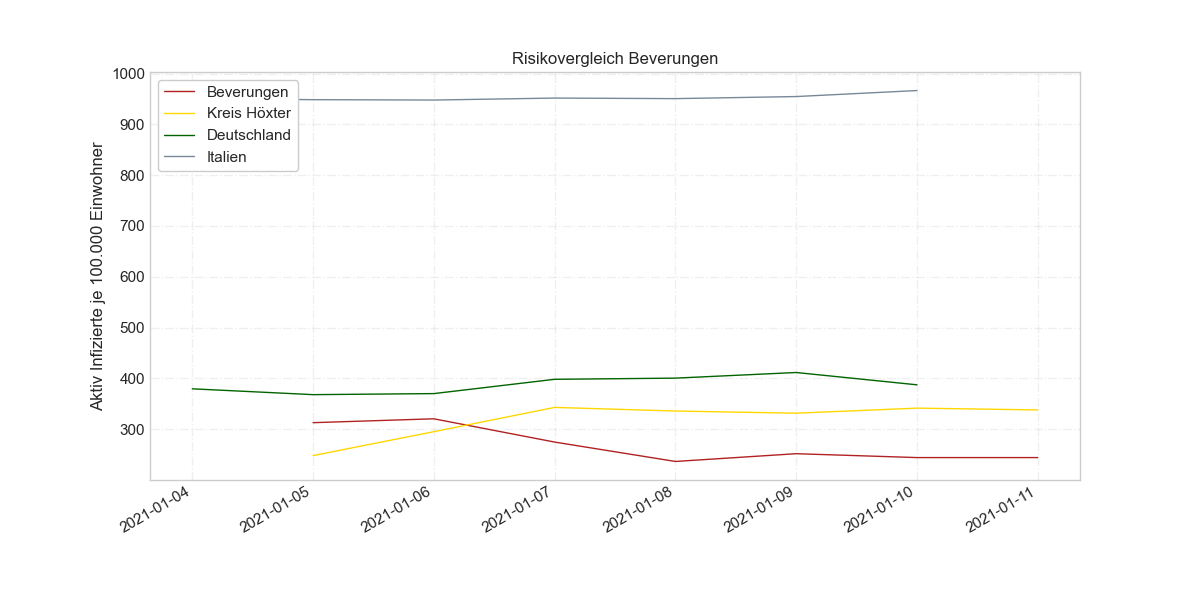 Risikovergleich Beverungen
Aktiv Infizierte je 100.000 Einwohner
1000
900
800
700
600
500
400
300
Beverungen
Kreis Höxter
Deutschland
Italien
2021-01-04
2021-01-05
2021-01-06
2021-01-07
2021-01-08
2021-01-09
2021-01-10
2021-01-11